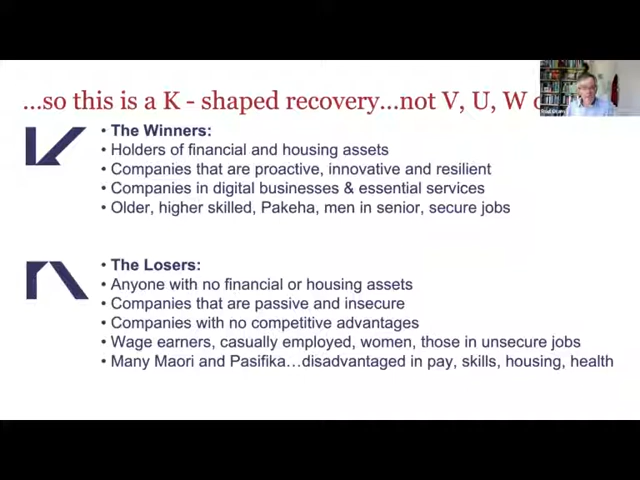 ...so this is a K - shaped recovery...not V, U, W
• The Winners:
• Holders of financial and housing assets
• Companies that are proactive, innovative and resilient
• Companies in digital businesses & essential services
• Older, higher skilled, Pakeha, men in senior, secure jobs
• The Losers:
• Anyone with no financial or housing assets
• Companies that are passive and insecure
• Companies with no competitive advantages
• Wage earners, casually employed, women, those in unsecure jobs
• Many Maori and Pasifika...disadvantaged in pay, skills, housing, health